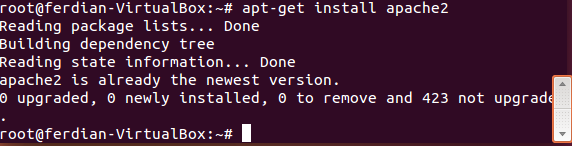 root@ferdian-VirtualBox:~# apt-get install apache2
Reading package lists... Done
Building dependency tree
Reading state information... Done
apache2 is already the newest version.
0 upgraded, 0 newly installed, 0 to remove and 423 not upgrade
.
root@ferdian-VirtualBox:~#